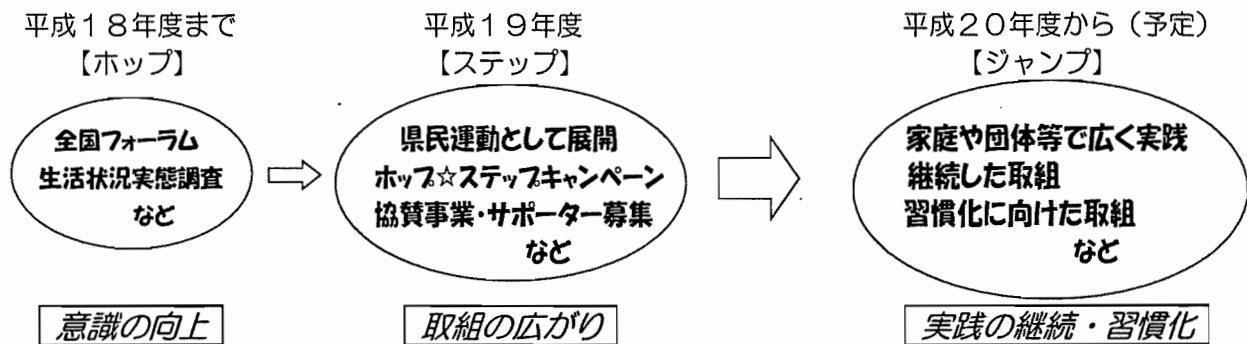 平成18年度まで
【ホップ】
全国フォーラム
生活状況実態調査
など
意識の向上
平成19年度
【ステップ】
県民運動として展開
ホップ☆ステップキャンペーン
協賛事業・サポーター募集
など
取組の広がり
平成20年度から（予定）
【ジャンプ】
家庭や団体等で広く実践
継続した取組
習慣化に向けた取組
など
実践の継続・習慣化